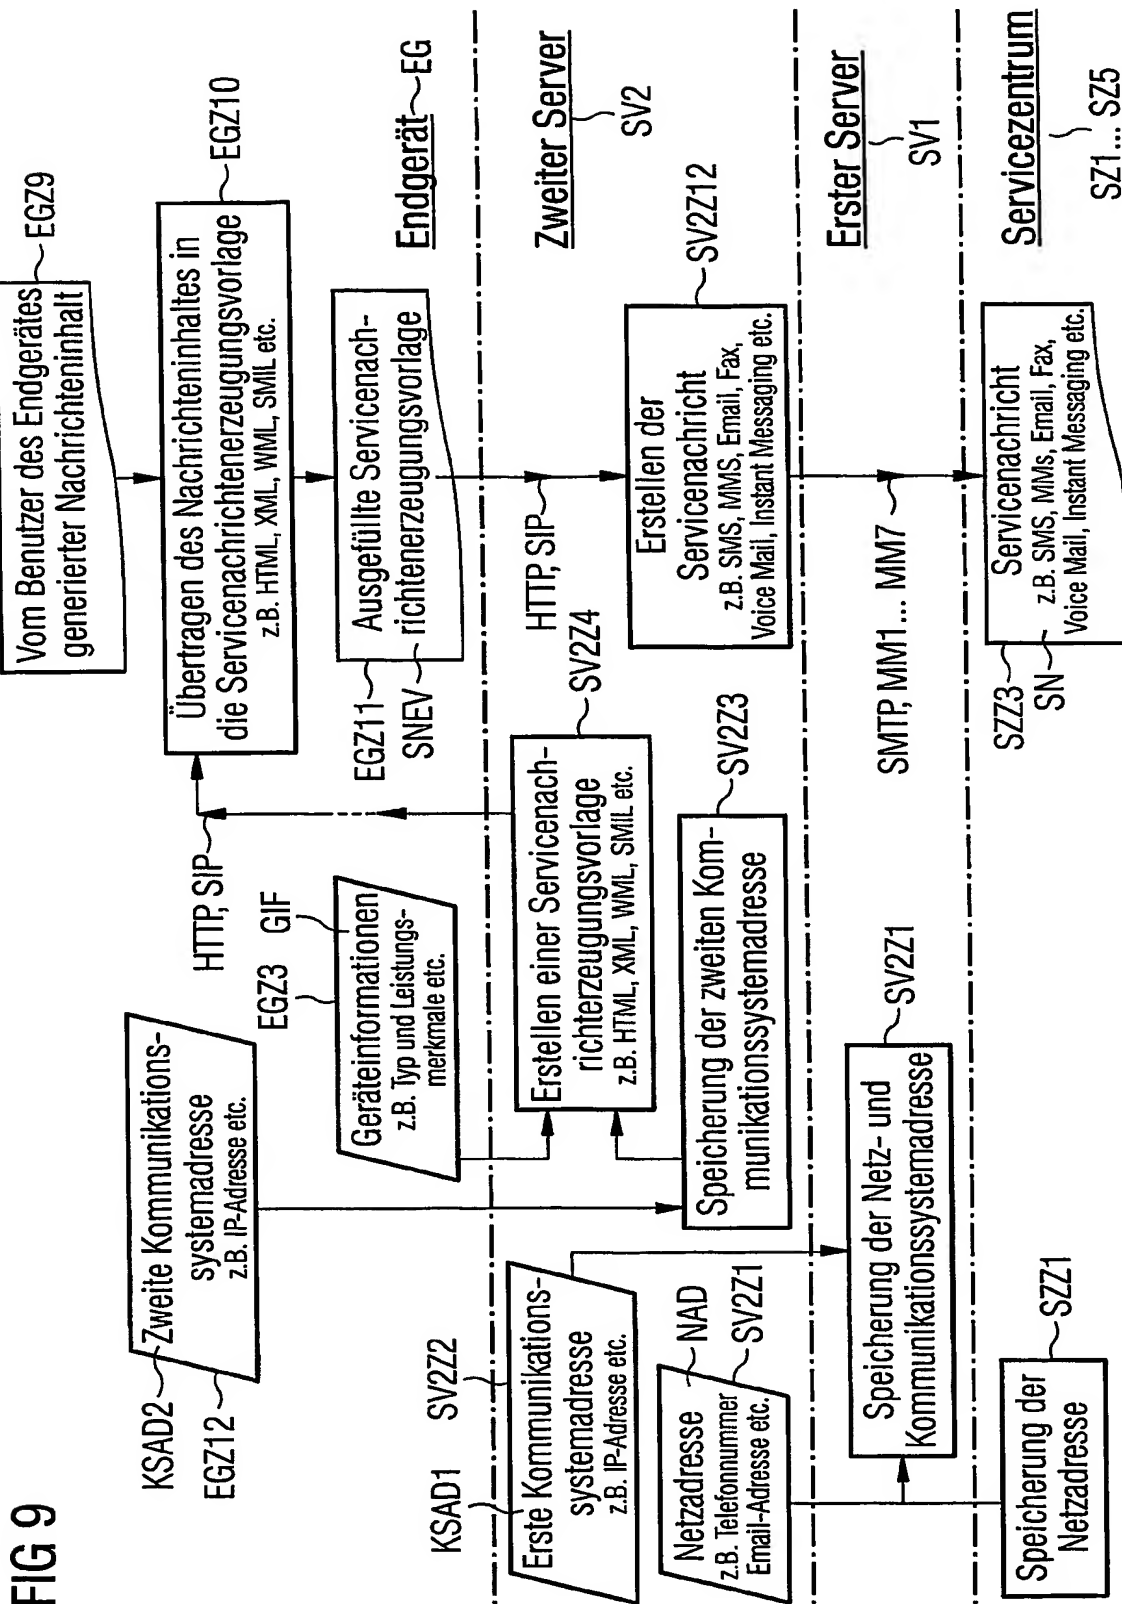 FIG 9
KSAD2
EGZ12
Zweite Kommunikations-
systemadresse
z.B. IP-Adresse etc.
EGZ3
GIF
Geräteinformationen
z.B. Typ und Leistungs-
merkmale etc.
HTTP, SIP
Vom Benutzer des Endgerätes
generierter Nachrichteninhalt
EGZ9
Übertragen des Nachrichteninhaltes in
die Servicenachrichtenerzeugungsvorlage
z.B. HTML, XML, WML, SMIL etc.
EGZ10
EGZ11
SNEV
Ausgefüllte Servicenach-
richtenerzeugungsvorlage
Endgerät
EG
KSAD1
SV2Z2
Erste Kommunikations-
systemadresse
z.B. IP-Adresse etc.
Netzadresse
z.B. Telefonnummer
Email-Adresse etc.
NAD
SV2Z1
Erstellen einer Servicenach-
richterzeugungsvorlage
z.B. HTML, XML, WML, SMIL etc.
SV2Z4
Speicherung der zweiten Kom-
munikationssystemadresse
SV2Z3
HTTP, SIP
Erstellen der
Servicenachricht
z.B. SMS, MMS, Email, Fax,
Voice Mail, Instant Messaging etc.
SV2Z12
Zweiter Server
SV2
Speicherung der Netz- und
Kommunikationssystemadresse
SV2Z1
SMTP, MM1... MM7
Erster Server
SV1
Speicherung der
Netzadresse
SZZ1
SZZ3
SN
Servicenachricht
z.B. SMS, MMs, Email, Fax,
Voice Mail, Instant Messaging etc.
Servicezentrum
SZ1... SZ5